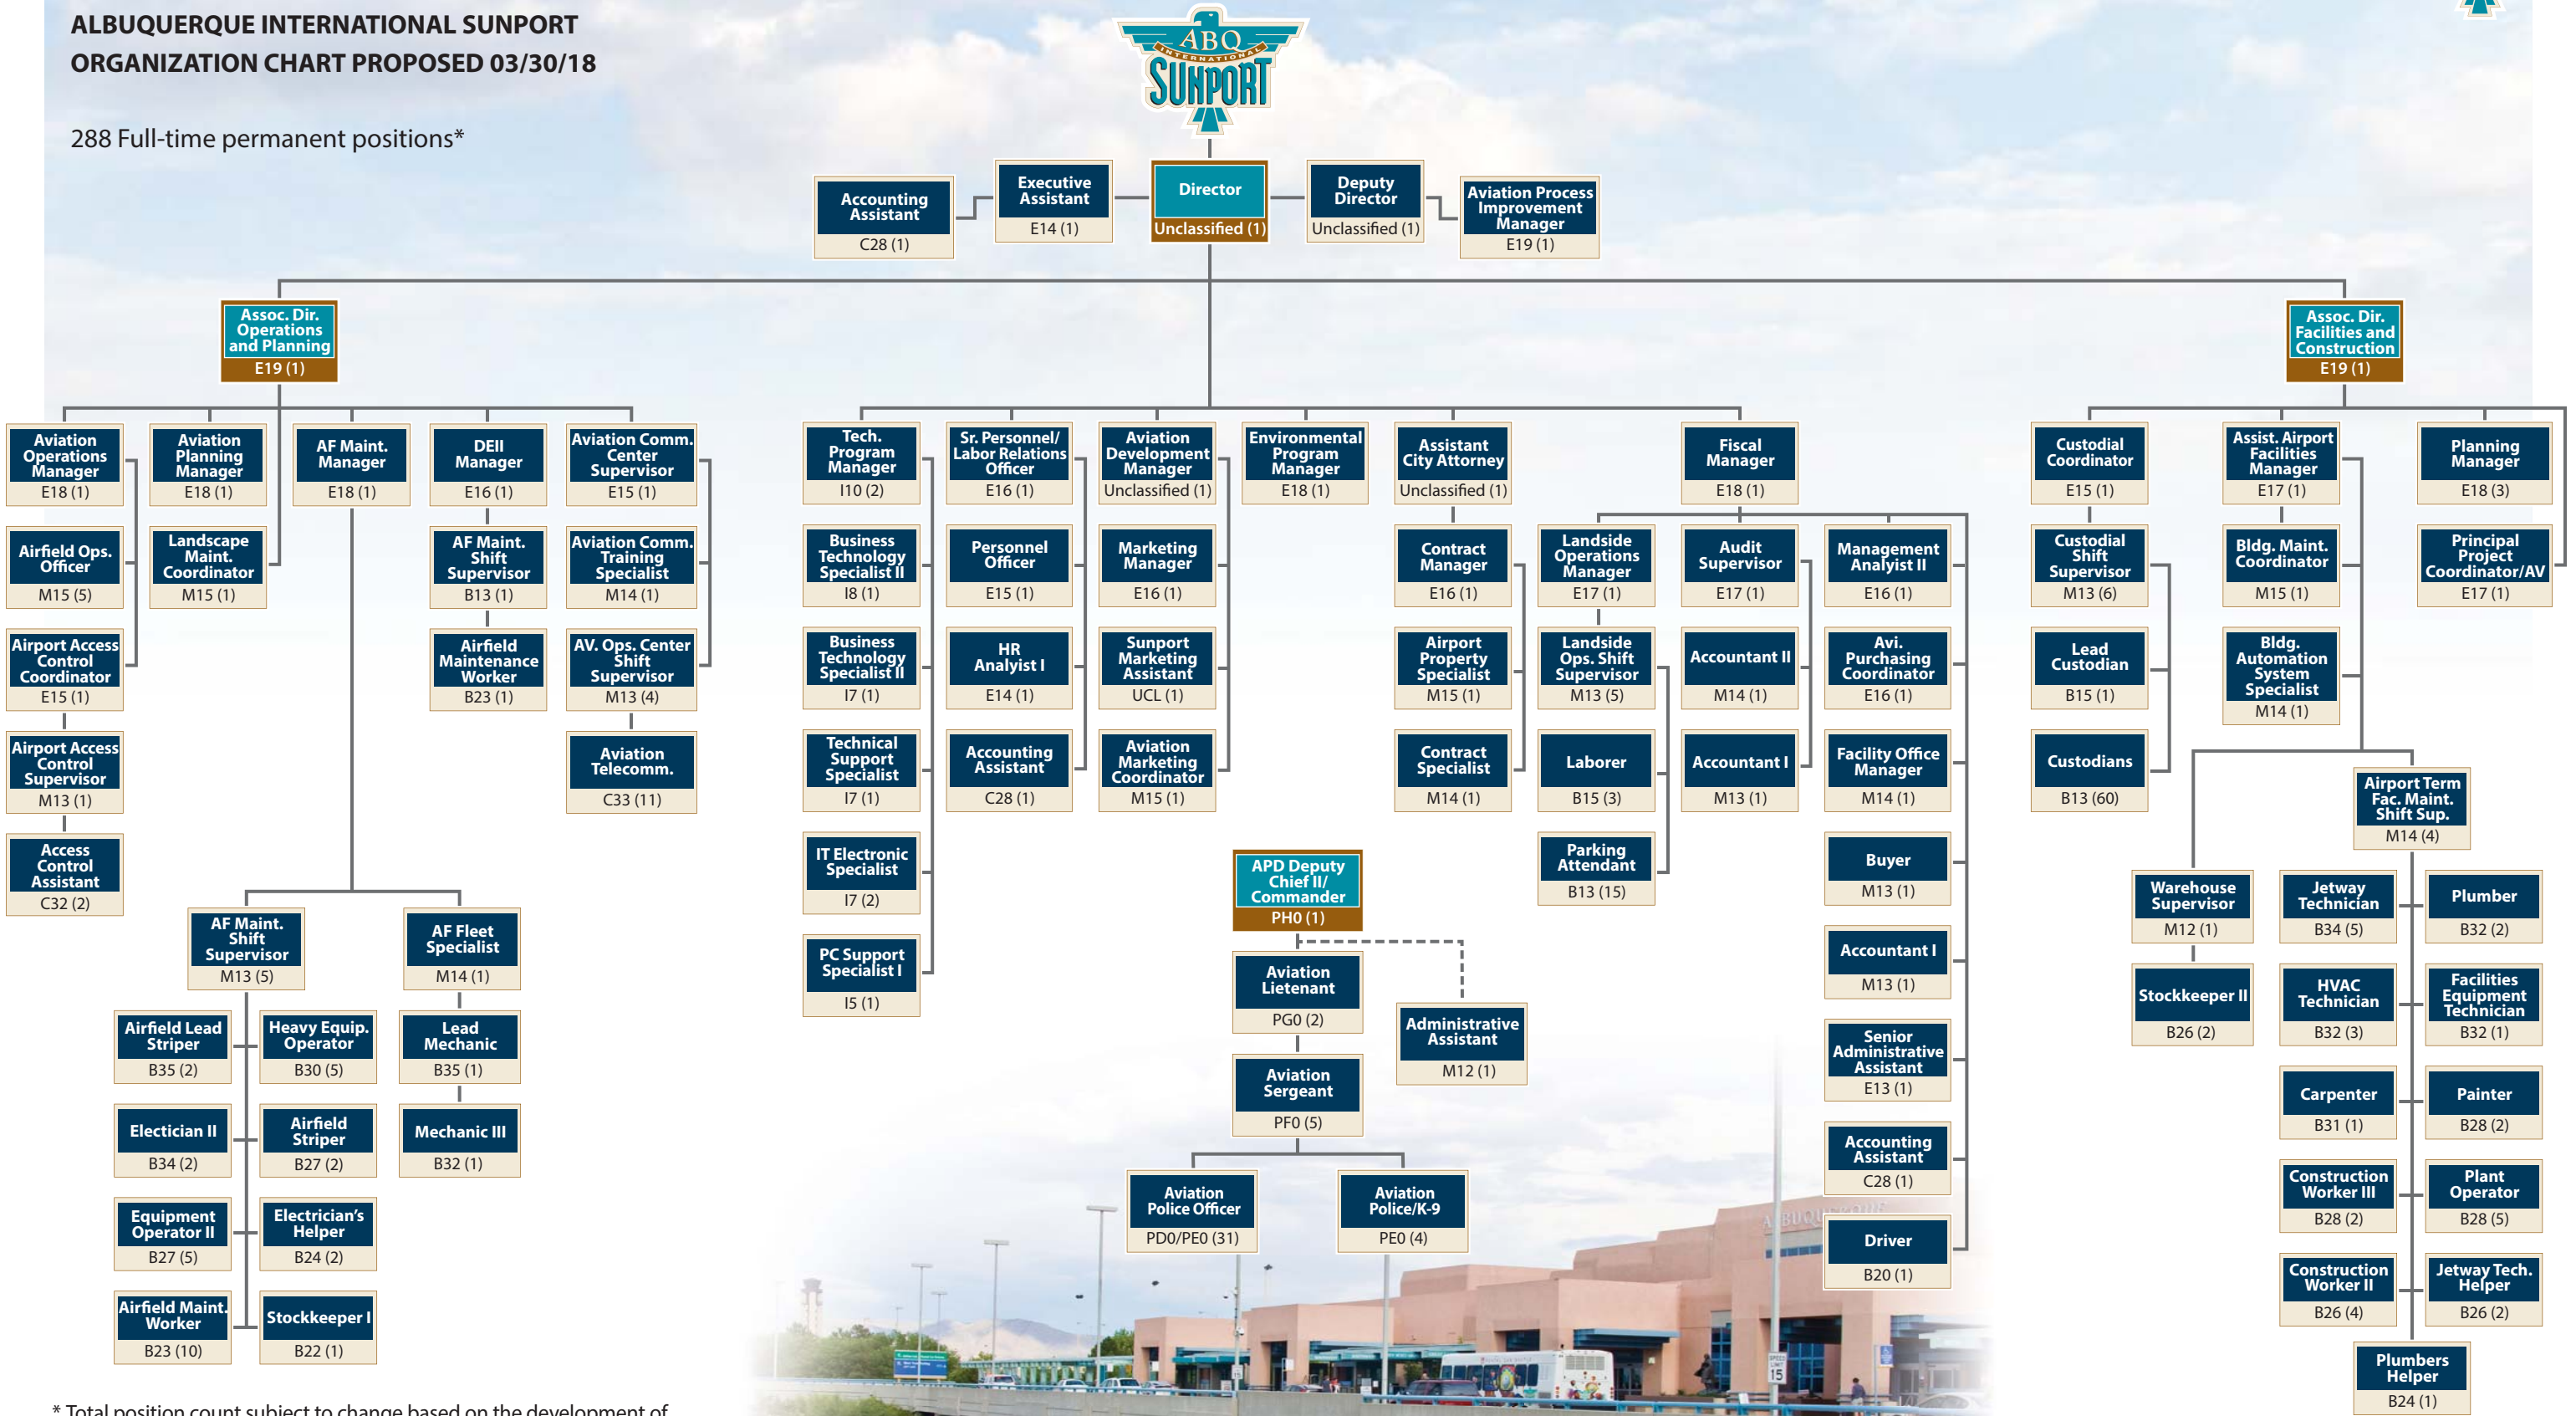 ALBUQUERQUE INTERNATIONAL SUNPORT
ORGANIZATION CHART PROPOSED 03/30/18
288 Full-time permanent positions*
ABQ
INTERNATIONAL
SUNPORT
Accounting
Assistant
C28 (1)
Executive
Assistant
E14 (1)
Director
Unclassified (1)
Deputy
Director
Unclassified (1)
Aviation Process
Improvement
Manager
E19 (1)
Assoc. Dir.
Operations
and Planning
E19 (1)
Assoc. Dir.
Facilities and
Construction
E19 (1)
Aviation
Operations
Manager
E18 (1)
Airfield Ops.
Officer
M15 (5)
Airport Access
Control
Coordinator
E15 (1)
Airport Access
Control
Supervisor
M13 (1)
Access
Control
Assistant
C32 (2)
Aviation
Planning
Manager
E18 (1)
Landscape
Maint.
Coordinator
M15 (1)
AF Maint.
Manager
E18 (1)
AF Maint.
Shift
Supervisor
M13 (5)
Airfield Lead
Striper
B35 (2)
Heavy Equip.
Operator
B30 (5)
Electician II
B34 (2)
Airfield
Striper
B27 (2)
Equipment
Operator II
B27 (5)
Electrician's
Helper
B24 (2)
Airfield Maint.
Worker
B23 (10)
Stockkeeper I
B22 (1)
AF Fleet
Specialist
M14 (1)
Lead
Mechanic
B35 (1)
Mechanic III
B32 (1)
DEII
Manager
E16 (1)
AF Maint.
Shift
Supervisor
B13 (1)
Airfield
Maintenance
Worker
B23 (1)
Aviation Comm.
Center
Supervisor
E15 (1)
Aviation Comm.
Training
Specialist
M14 (1)
AV. Ops. Center
Shift
Supervisor
M13 (4)
Aviation
Telecomm.
C33 (11)
Tech.
Program
Manager
I10 (2)
Business
Technology
Specialist II
I8 (1)
Business
Technology
Specialist II
I7 (1)
Technical
Support
Specialist
I7 (1)
IT Electronic
Specialist
I7 (2)
PC Support
Specialist I
I5 (1)
Sr. Personnel/
Labor Relations
Officer
E16 (1)
Personnel
Officer
E15 (1)
HR
Analyist I
E14 (1)
Accounting
Assistant
C28 (1)
Aviation
Development
Manager
Unclassified (1)
Marketing
Manager
E16 (1)
Sunport
Marketing
Assistant
UCL (1)
Aviation
Marketing
Coordinator
M15 (1)
Environmental
Program
Manager
E18 (1)
Assistant
City Attorney
Unclassified (1)
Contract
Manager
E16 (1)
Airport
Property
Specialist
M15 (1)
Contract
Specialist
M14 (1)
Fiscal
Manager
E18 (1)
Landside
Operations
Manager
E17 (1)
Landside
Ops. Shift
Supervisor
M13 (5)
Laborer
B15 (3)
Parking
Attendant
B13 (15)
Audit
Supervisor
E17 (1)
Accountant II
M14 (1)
Accountant I
M13 (1)
Management
Analyist II
E16 (1)
Avi.
Purchasing
Coordinator
E16 (1)
Facility Office
Manager
M14 (1)
Buyer
M13 (1)
Accountant I
M13 (1)
Senior
Administrative
Assistant
E13 (1)
Accounting
Assistant
C28 (1)
Driver
B20 (1)
APD Deputy
Chief II/
Commander
PH0 (1)
Aviation
Lietenant
PG0 (2)
Administrative
Assistant
M12 (1)
Aviation
Sergeant
PF0 (5)
Aviation
Police Officer
PD0/PE0 (31)
Aviation
Police/K-9
PE0 (4)
Custodial
Coordinator
E15 (1)
Custodial
Shift
Supervisor
M13 (6)
Lead
Custodian
B15 (1)
Custodians
B13 (60)
Assist. Airport
Facilities
Manager
E17 (1)
Bldg. Maint.
Coordinator
M15 (1)
Bldg.
Automation
System
Specialist
M14 (1)
Planning
Manager
E18 (3)
Principal
Project
Coordinator/AV
E17 (1)
Warehouse
Supervisor
M12 (1)
Stockkeeper II
B26 (2)
Airport Term
Fac. Maint.
Shift Sup.
M14 (4)
Jetway
Technician
B34 (5)
Plumber
B32 (2)
HVAC
Technician
B32 (3)
Facilities
Equipment
Technician
B32 (1)
Carpenter
B31 (1)
Painter
B28 (2)
Construction
Worker III
B28 (2)
Plant
Operator
B28 (5)
Construction
Worker II
B26 (4)
Jetway Tech.
Helper
B26 (2)
Plumbers
Helper
B24 (1)
ALBUQUERQUE
SPEED
LIMIT
15
* Total position count subject to change based on the development of